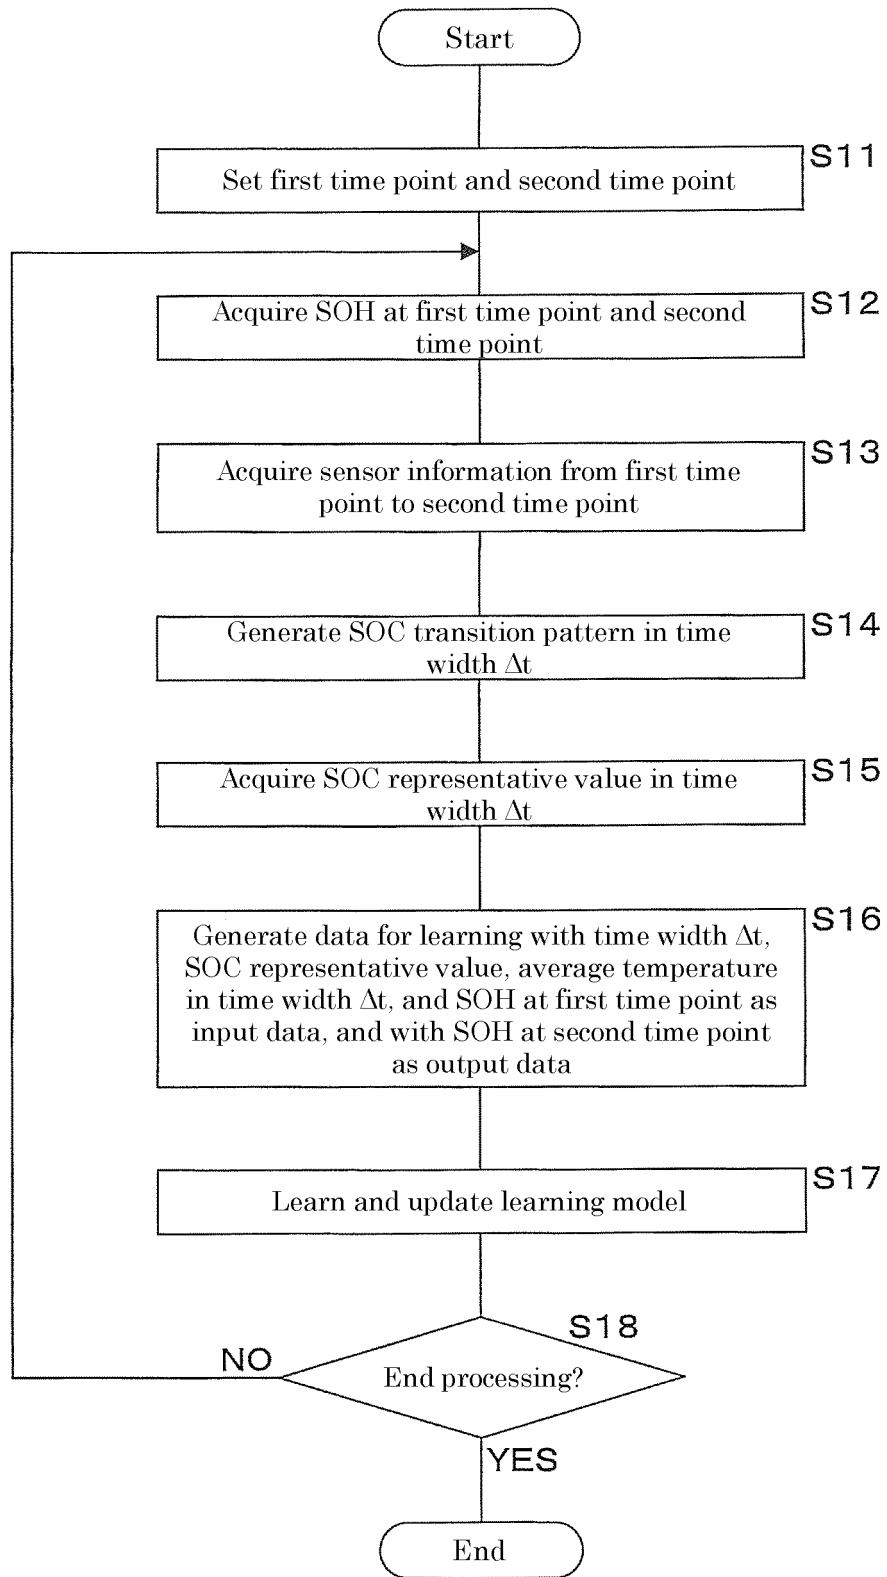 Start
S11
Set first time point and second time point
S12
Acquire SOH at first time point and second
time point
S13
Acquire sensor information from first time
point to second time point
S14
Generate SOC transition pattern in time
width Δt
S15
Acquire SOC representative value in time
width Δt
S16
Generate data for learning with time width Δt,
SOC representative value, average temperature
in time width Δt, and SOH at first time point as
input data, and with SOH at second time point
as output data
S17
Learn and update learning model
S18
NO
End processing?
YES
End